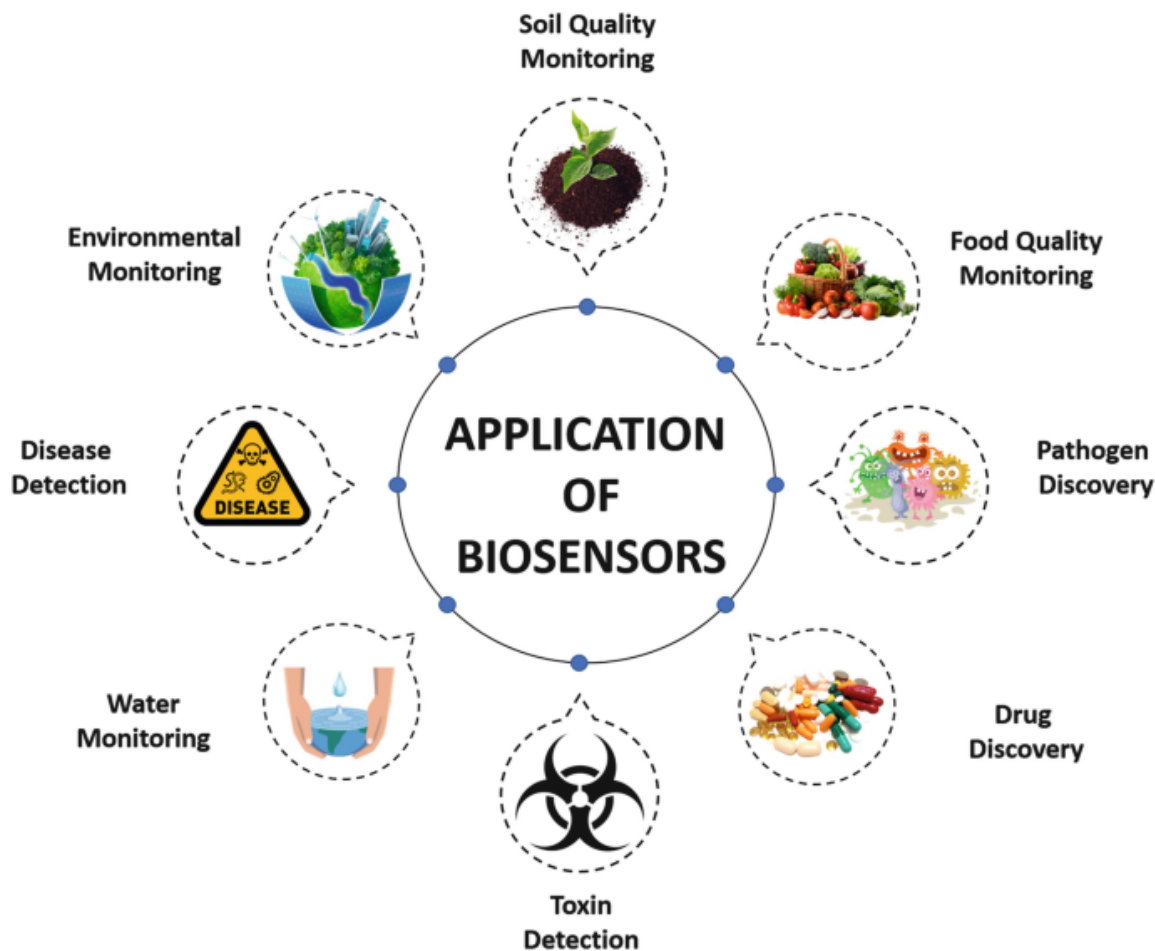 Soil Quality
Monitoring
Environmental
Monitoring
Food Quality
Monitoring
Disease
Detection
DISEASE
APPLICATION
OF
BIOSENSORS
Pathogen
Discovery
Water
Monitoring
Drug
Discovery
Toxin
Detection